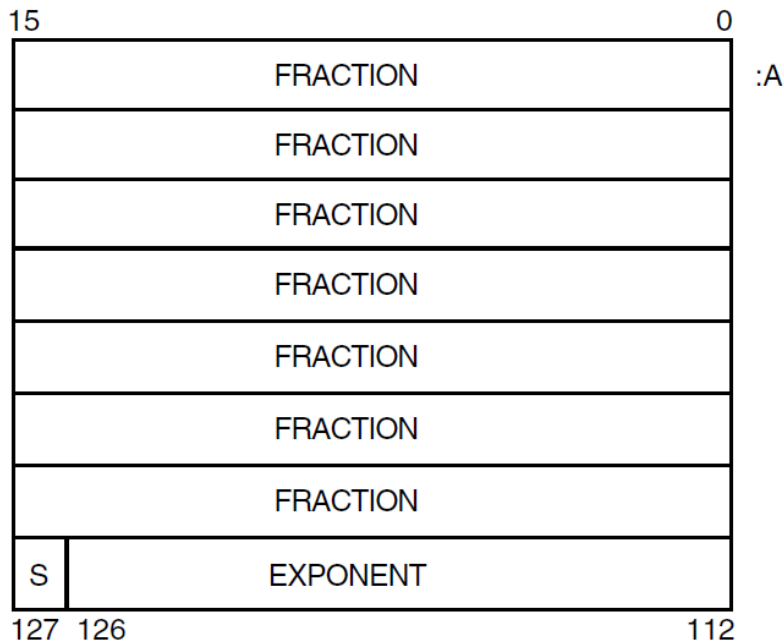 15 0
FRACTION :A
FRACTION
FRACTION
FRACTION
FRACTION
FRACTION
FRACTION
S EXPONENT
127 126 112